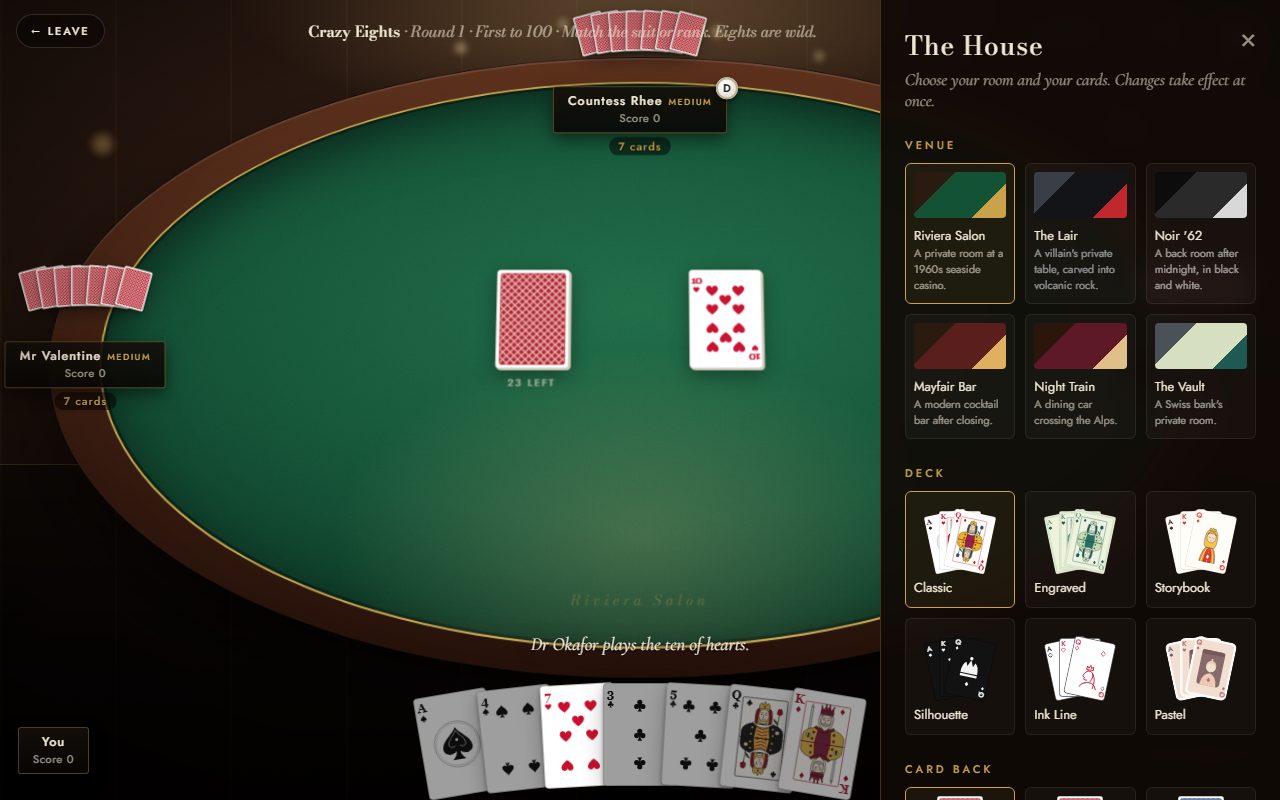 ← LEAVE
Crazy Eights · Round 1 · First to 100 · Match the suit or rank. Eights are wild.
D
Countess Rhee MEDIUM
Score 0
7 cards
Mr Valentine MEDIUM
Score 0
7 cards
10
10
23 LEFT
Riviera Salon
Dr Okafor plays the ten of hearts.
A
4
7
3
5
Q
K
K
You
Score 0
The House
×
Choose your room and your cards. Changes take effect at
once.
VENUE
Riviera Salon
A private room at a
1960s seaside
casino.
The Lair
A villain's private
table, carved into
volcanic rock.
Noir '62
A back room after
midnight, in black
and white.
Mayfair Bar
A modern cocktail
bar after closing.
Night Train
A dining car
crossing the Alps.
The Vault
A Swiss bank's
private room.
DECK
A K Q
Classic
A K Q
Engraved
A K Q
Storybook
A K Q
Silhouette
A K Q
Ink Line
A K Q
Pastel
CARD BACK